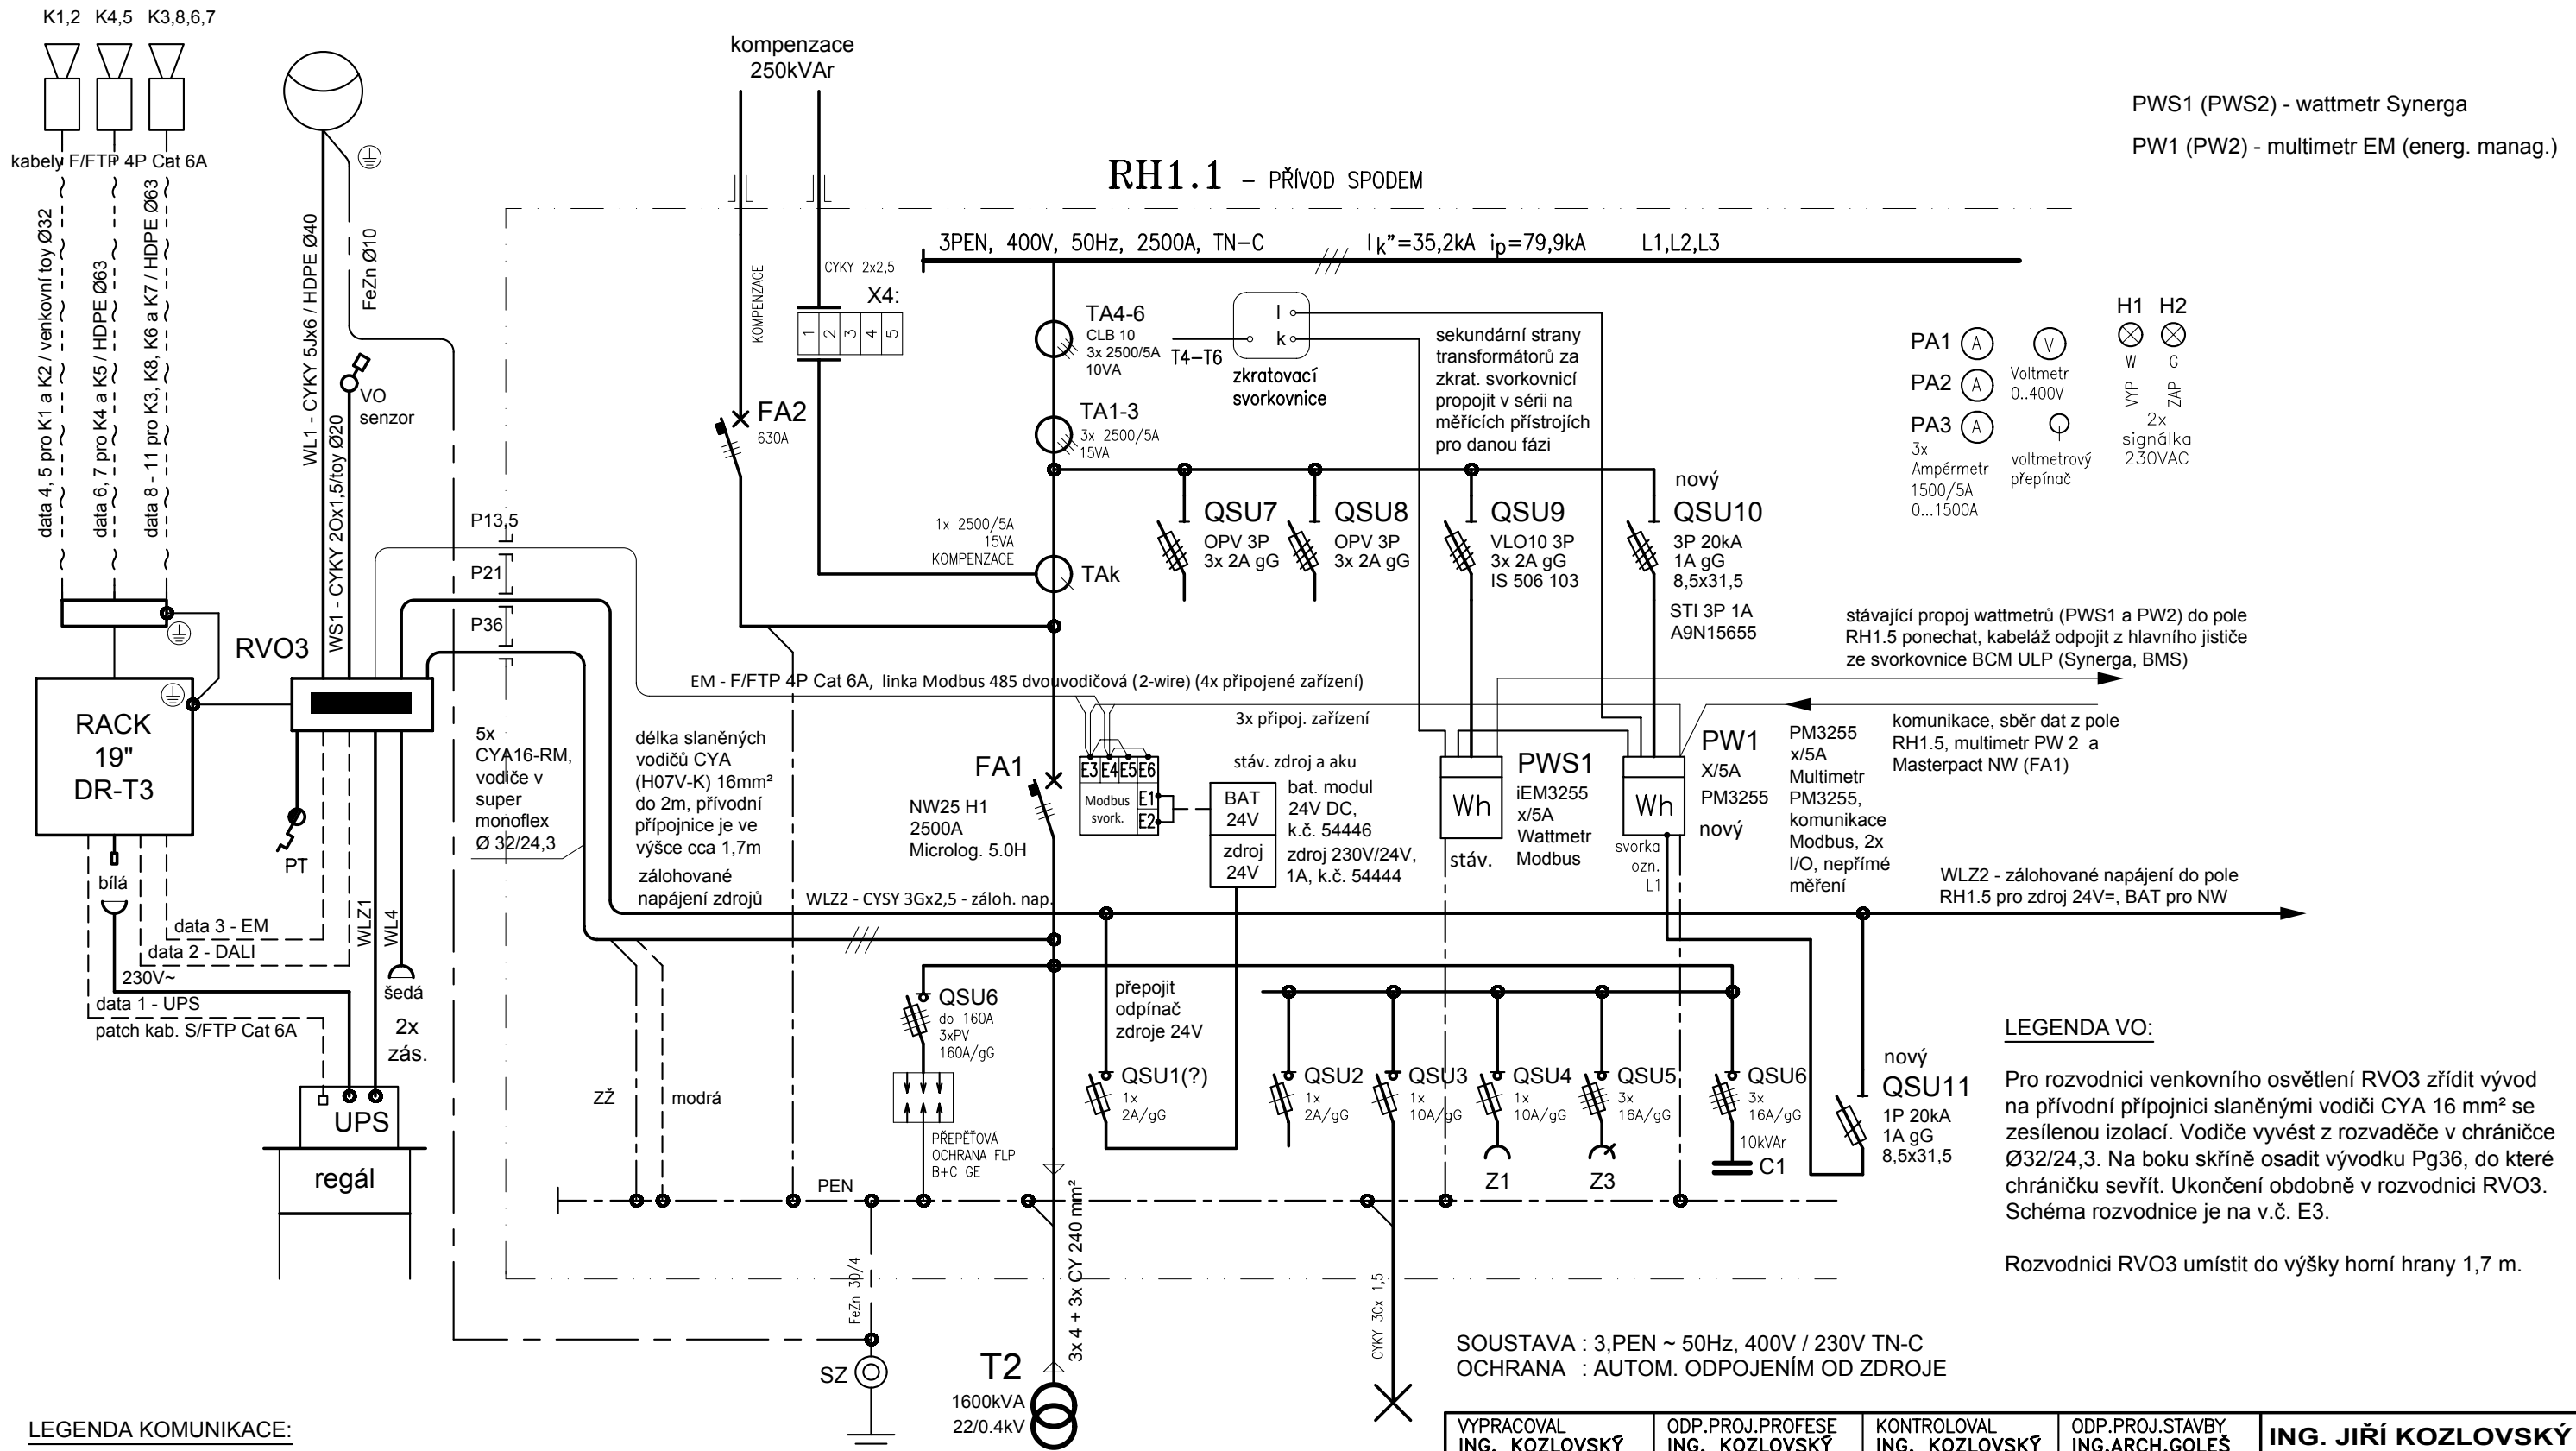 K1,2 K4,5 K3,8,6,7
kabely F/FTP 4P Cat 6A
data 4, 5 pro K1 a K2 / venkovní toy Ø32
data 6, 7 pro K4 a K5 / HDPE Ø63
data 8 - 11 pro K3, K8, K6 a K7 / HDPE Ø63
WL1 - CYKY 5Jx6 / HDPE Ø40
FeZn Ø10
WS1 - CYKY 2Ox1,5/toy Ø20
VO
senzor
kompenzace
250kVAr
PWS1 (PWS2) - wattmetr Synerga
PW1 (PW2) - multimetr EM (energ. manag.)
RH1.1 – PŘÍVOD SPODEM
3PEN, 400V, 50Hz, 2500A, TN–C
Ik"=35,2kA ip=79,9kA
L1,L2,L3
KOMPENZACE
CYKY 2x2,5
X4:
1 2 3 4 5
FA2
630A
TA4-6
CLB 10
3x 2500/5A
10VA
T4–T6
l
k
zkratovací
svorkovnice
sekundární strany
transformátorů za
zkrat. svorkovnicí
propojit v sérii na
měřících přístrojích
pro danou fázi
TA1-3
3x 2500/5A
15VA
PA1 A
PA2 A
PA3 A
3x
Ampérmetr
1500/5A
0...1500A
V
Voltmetr
0..400V
voltmetrový
přepínač
H1 H2
W G
VYP ZAP
2x
signálka
230VAC
P13,5
P21
P36
1x 2500/5A
15VA
KOMPENZACE
TAk
QSU7
OPV 3P
3x 2A gG
QSU8
OPV 3P
3x 2A gG
QSU9
VLO10 3P
3x 2A gG
IS 506 103
nový
QSU10
3P 20kA
1A gG
8,5x31,5
STI 3P 1A
A9N15655
stávající propoj wattmetrů (PWS1 a PW2) do pole
RH1.5 ponechat, kabeláž odpojit z hlavního jističe
ze svorkovnice BCM ULP (Synerga, BMS)
RVO3
RACK
19"
DR-T3
EM - F/FTP 4P Cat 6A, linka Modbus 485 dvouvodičová (2-wire) (4x připojené zařízení)
3x připoj. zařízení
komunikace, sběr dat z pole
RH1.5, multimetr PW 2 a
Masterpact NW (FA1)
5x
CYA16-RM,
vodiče v
super
monoflex
Ø 32/24,3
délka slaněných
vodičů CYA
(H07V-K) 16mm²
do 2m, přívodní
přípojnice je ve
výšce cca 1,7m
zálohované
napájení zdrojů
FA1
NW25 H1
2500A
Microlog. 5.0H
E3 E4 E5 E6
Modbus
svork.
E1
E2
stáv. zdroj a aku
BAT
24V
zdroj
24V
bat. modul
24V DC,
k.č. 54446
zdroj 230V/24V,
1A, k.č. 54444
Wh
stáv.
PWS1
iEM3255
x/5A
Wattmetr
Modbus
Wh
svorka
ozn.
L1
PW1
X/5A
PM3255
nový
PM3255
x/5A
Multimetr
PM3255,
komunikace
Modbus, 2x
I/O, nepřímé
měření
WLZ2 - zálohované napájení do pole
RH1.5 pro zdroj 24V=, BAT pro NW
WLZ2 - CYSY 3Gx2,5 - záloh. nap.
PT
bílá
data 3 - EM
data 2 - DALI
230V~
data 1 - UPS
patch kab. S/FTP Cat 6A
WLZ1
WL4
šedá
2x
zás.
UPS
regál
ZŽ
modrá
QSU6
do 160A
3xPV
160A/gG
PŘEPĚŤOVÁ
OCHRANA FLP
B+C GE
přepojit
odpínač
zdroje 24V
QSU1(?)
1x
2A/gG
QSU2
1x
2A/gG
QSU3
1x
10A/gG
QSU4
1x
10A/gG
Z1
QSU5
3x
16A/gG
Z3
QSU6
3x
16A/gG
10kVAr
C1
nový
QSU11
1P 20kA
1A gG
8,5x31,5
LEGENDA VO:
Pro rozvodnici venkovního osvětlení RVO3 zřídit vývod
na přívodní přípojnici slaněnými vodiči CYA 16 mm² se
zesílenou izolací. Vodiče vyvést z rozvaděče v chráničce
Ø32/24,3. Na boku skříně osadit vývodku Pg36, do které
chráničku sevřít. Ukončení obdobně v rozvodnici RVO3.
Schéma rozvodnice je na v.č. E3.
Rozvodnici RVO3 umístit do výšky horní hrany 1,7 m.
PEN
FeZn 30/4
3x 4 + 3x CY 240 mm²
CYKY 3Cx 1,5
SZ
T2
1600kVA
22/0.4kV
SOUSTAVA : 3,PEN ~ 50Hz, 400V / 230V TN-C
OCHRANA : AUTOM. ODPOJENÍM OD ZDROJE
LEGENDA KOMUNIKACE:
VYPRACOVAL
ING. KOZLOVSKÝ
ODP.PROJ.PROFESE
ING. KOZLOVSKÝ
KONTROLOVAL
ING. KOZLOVSKÝ
ODP.PROJ.STAVBY
ING.ARCH.GOLEŠ
ING. JIŘÍ KOZLOVSKÝ